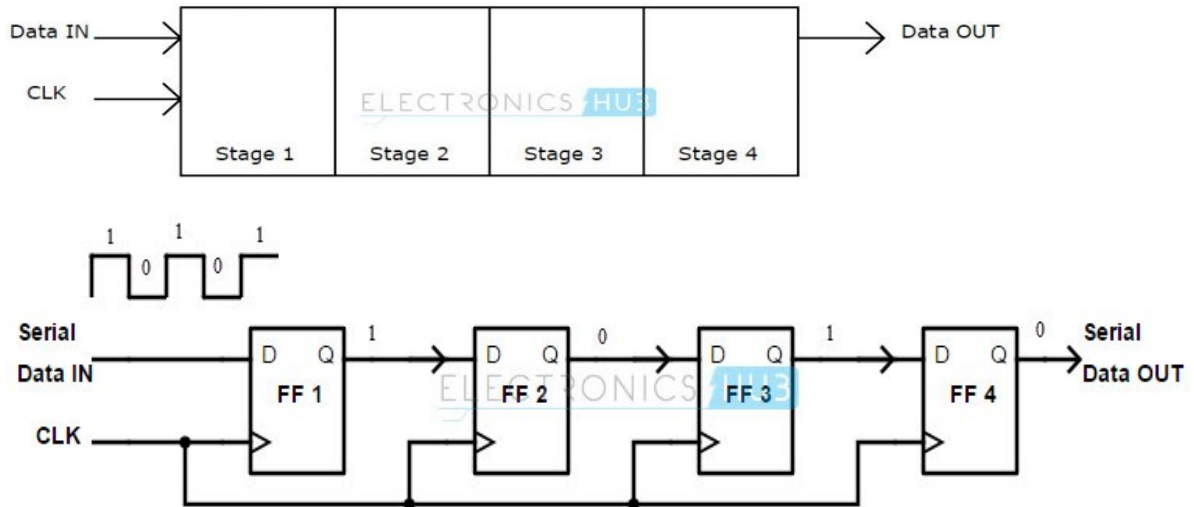 Data IN
Data OUT
CLK
ELECTRONICS HUB
Stage 1 Stage 2 Stage 3 Stage 4
1 0 1 0 1
Serial
Data IN
D Q
FF 1
1
D Q
FF 2
0
D Q
FF 3
1
D Q
FF 4
0
Serial
Data OUT
ELECTRONICS HUB
CLK